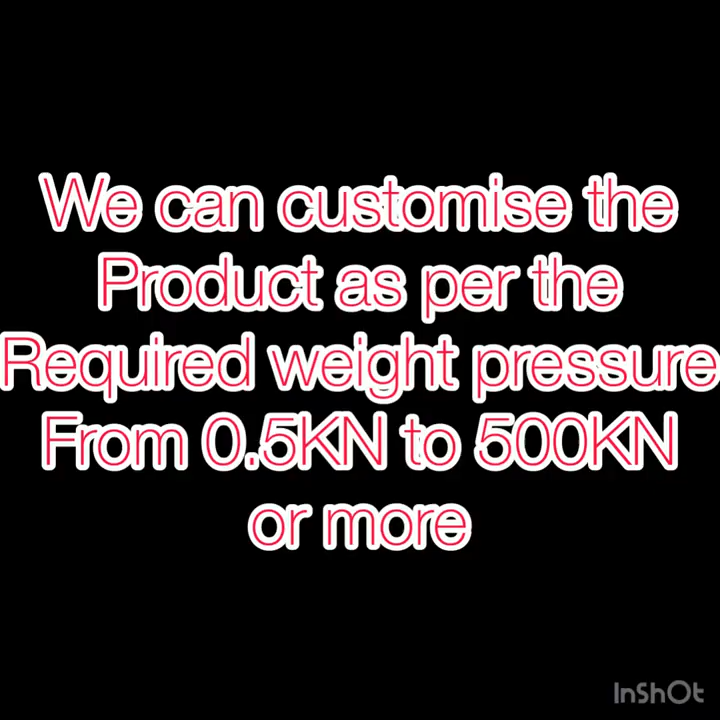 We can customise the
Product as per the
Required weight pressure
From 0.5KN to 500KN
or more
InShOt